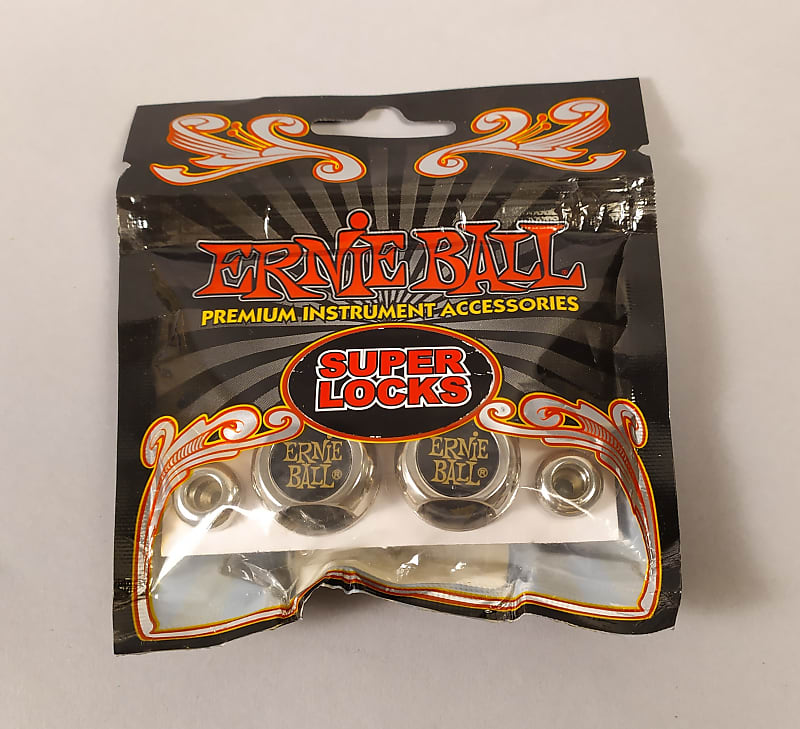 ERNIE BALL
PREMIUM INSTRUMENT ACCESSORIES
SUPER
LOCKS
ERNIE
BALL®
ERNIE
BALL®